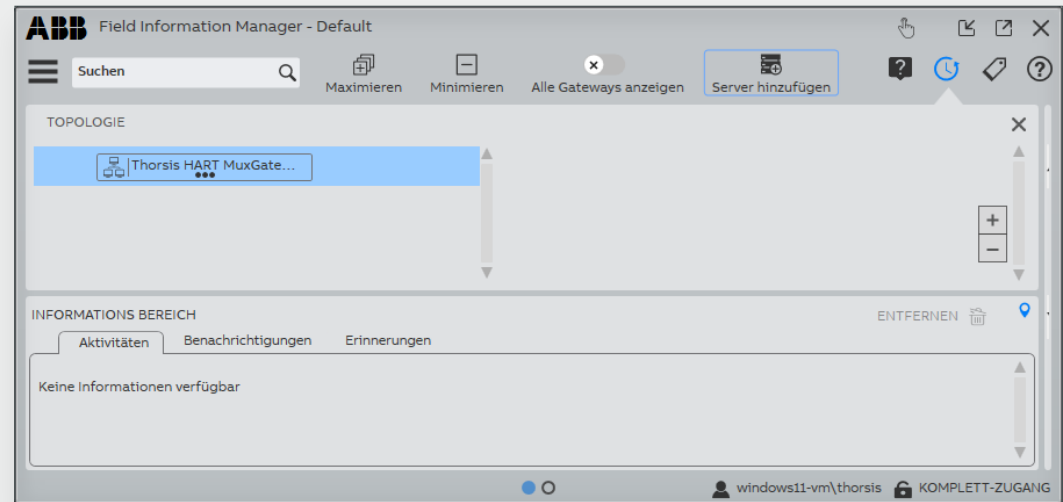 ABB Field Information Manager - Default
Suchen
Maximieren Minimieren Alle Gateways anzeigen Server hinzufügen
TOPOLOGIE
Thorsis HART MuxGate...
INFORMATIONS BEREICH ENTFERNEN
Aktivitäten Benachrichtigungen Erinnerungen
Keine Informationen verfügbar
windows11-vm\thorsis KOMPLETT-ZUGANG